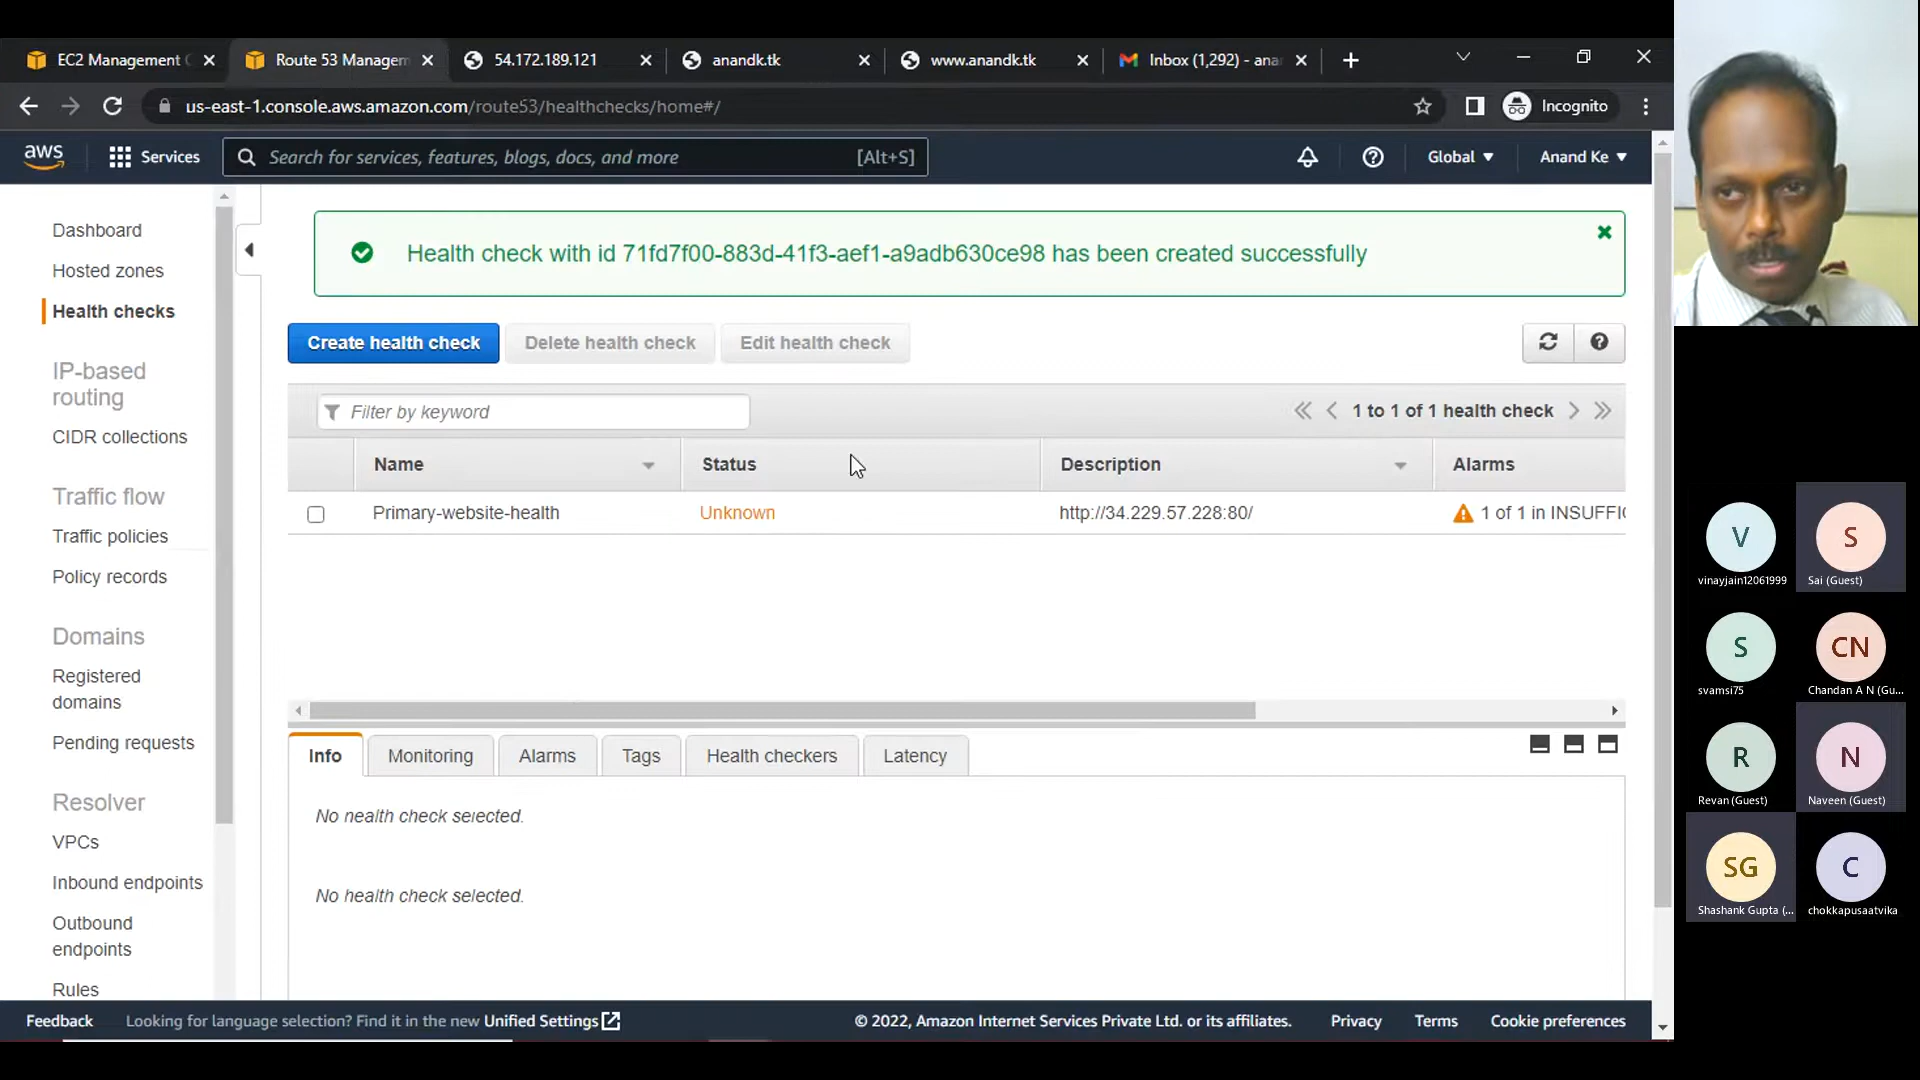 EC2 Management C
Route 53 Managem
54.172.189.121
anandk.tk
www.anandk.tk
Inbox (1,292) - ana
us-east-1.console.aws.amazon.com/route53/healthchecks/home#/
Incognito
aws
Services
Search for services, features, blogs, docs, and more
[Alt+S]
Global
Anand Ke
Dashboard
Hosted zones
Health checks
IP-based
routing
CIDR collections
Traffic flow
Traffic policies
Policy records
Domains
Registered
domains
Pending requests
Resolver
VPCs
Inbound endpoints
Outbound
endpoints
Rules
Health check with id 71fd7f00-883d-41f3-aef1-a9adb630ce98 has been created successfully
Create health check
Delete health check
Edit health check
Filter by keyword
1 to 1 of 1 health check
Name
Status
Description
Alarms
Primary-website-health
Unknown
http://34.229.57.228:80/
1 of 1 in INSUFFIC
Info
Monitoring
Alarms
Tags
Health checkers
Latency
No health check selected.
No health check selected.
Feedback
Looking for language selection? Find it in the new Unified Settings
© 2022, Amazon Internet Services Private Ltd. or its affiliates.
Privacy
Terms
Cookie preferences
V
vinayjain12061999
S
Sai (Guest)
S
svamsi75
CN
Chandan A N (Gu...
R
Revan (Guest)
N
Naveen (Guest)
SG
Shashank Gupta (...
C
chokkapusaatvika